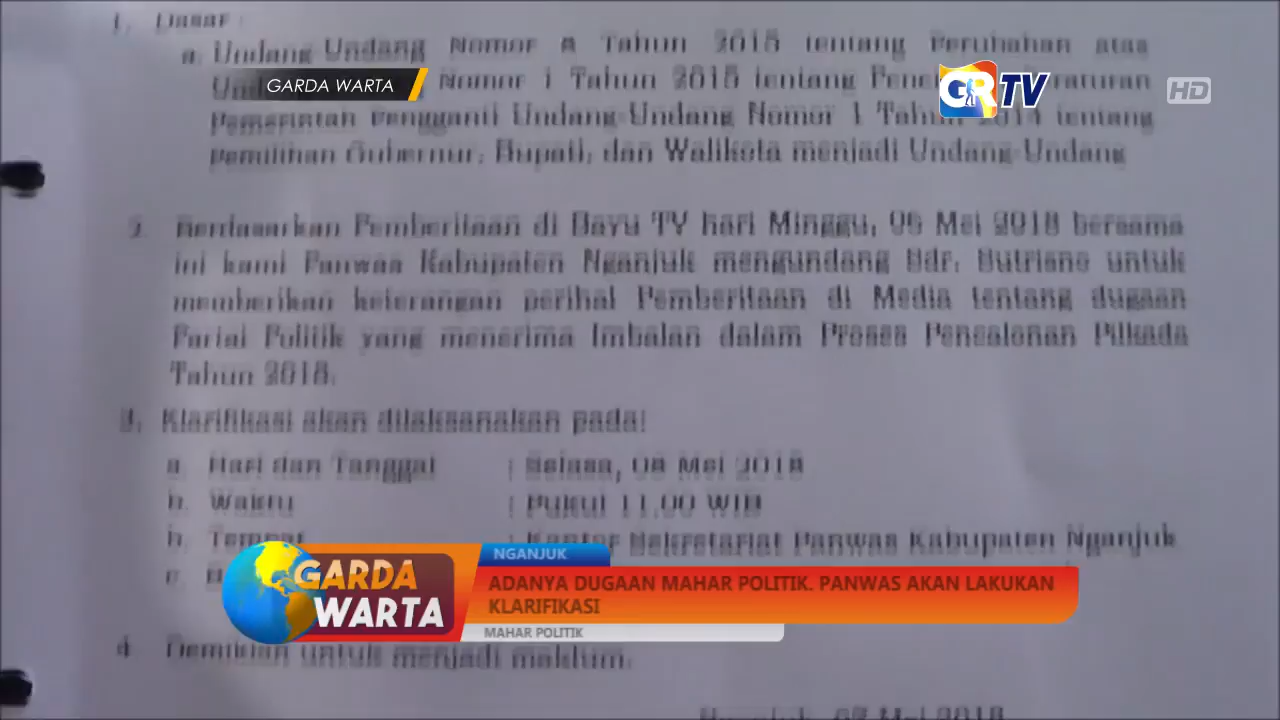 1. Dasar :
a. Undang Undang Nomor 8 Tahun 2015 tentang Perubahan atas
GARDA WARTA
Nomor 1 Tahun 2015 tentang
GRTV
HD
Pemerintah Pengganti Undang-Undang Nomor 1 Tahun 2014 tentang
Pemilihan Gubernur, Bupati, dan Walikota menjadi Undang-Undang
2. Berdasarkan Pemberitaan di Bayu TV hari Minggu, 06 Mei 2018 bersama
ini kami Panwas Kabupaten Nganjuk mengundang Sdr. Sutrisno untuk
memberikan keterangan perihal Pemberitaan di Media tentang dugaan
Partai Politik yang menerima Imbalan dalam Proses Pencalonan Pilkada
Tahun 2018.
3. Klarifikasi akan dilaksanakan pada:
a. Hari dan Tanggal : Selasa, 08 Mei 2018
b. Waktu : Pukul 11.00 WIB
b. Tempat : Kantor Sekretariat Panwas Kabupaten Nganjuk
c.
NGANJUK
GARDA WARTA
ADANYA DUGAAN MAHAR POLITIK. PANWAS AKAN LAKUKAN
KLARIFIKASI
MAHAR POLITIK
4. Demikian untuk menjadi maklum.
Nganjuk, 07 Mei 2018